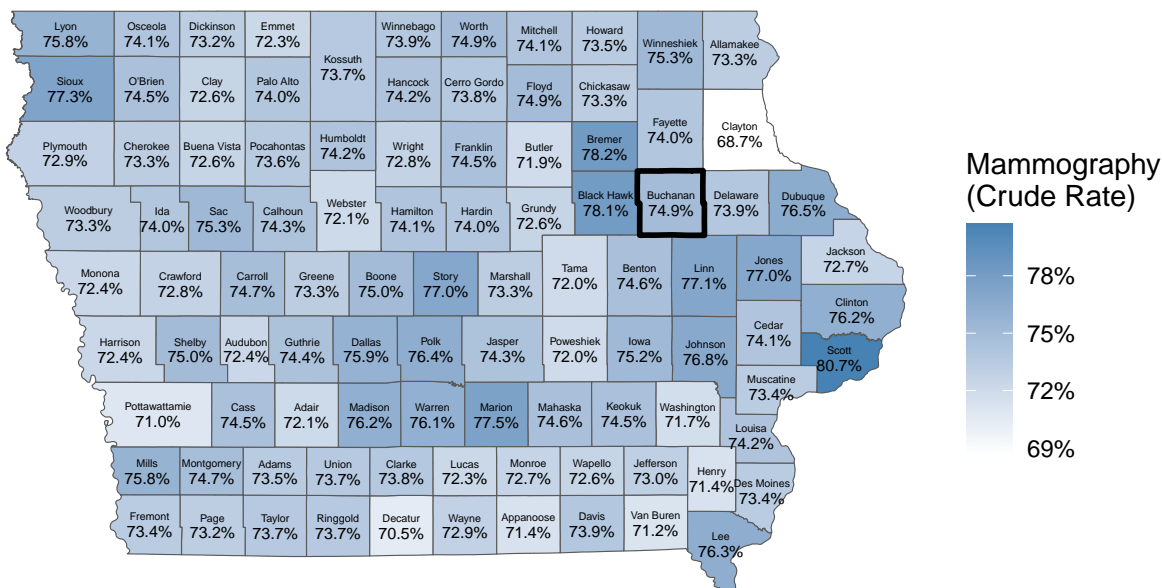 Lyon
75.8%
Osceola
74.1%
Dickinson
73.2%
Emmet
72.3%
Kossuth
73.7%
Winnebago
73.9%
Worth
74.9%
Mitchell
74.1%
Howard
73.5%
Winneshiek
75.3%
Allamakee
73.3%
Sioux
77.3%
O'Brien
74.5%
Clay
72.6%
Palo Alto
74.0%
Hancock
74.2%
Cerro Gordo
73.8%
Floyd
74.9%
Chickasaw
73.3%
Fayette
74.0%
Clayton
68.7%
Plymouth
72.9%
Cherokee
73.3%
Buena Vista
72.6%
Pocahontas
73.6%
Humboldt
74.2%
Wright
72.8%
Franklin
74.5%
Butler
71.9%
Bremer
78.2%
Woodbury
73.3%
Ida
74.0%
Sac
75.3%
Calhoun
74.3%
Webster
72.1%
Hamilton
74.1%
Hardin
74.0%
Grundy
72.6%
Black Hawk
78.1%
Buchanan
74.9%
Delaware
73.9%
Dubuque
76.5%
Monona
72.4%
Crawford
72.8%
Carroll
74.7%
Greene
73.3%
Boone
75.0%
Story
77.0%
Marshall
73.3%
Tama
72.0%
Benton
74.6%
Linn
77.1%
Jones
77.0%
Jackson
72.7%
Clinton
76.2%
Harrison
72.4%
Shelby
75.0%
Audubon
72.4%
Guthrie
74.4%
Dallas
75.9%
Polk
76.4%
Jasper
74.3%
Poweshiek
72.0%
Iowa
75.2%
Johnson
76.8%
Cedar
74.1%
Scott
80.7%
Muscatine
73.4%
Pottawattamie
71.0%
Cass
74.5%
Adair
72.1%
Madison
76.2%
Warren
76.1%
Marion
77.5%
Mahaska
74.6%
Keokuk
74.5%
Washington
71.7%
Louisa
74.2%
Mills
75.8%
Montgomery
74.7%
Adams
73.5%
Union
73.7%
Clarke
73.8%
Lucas
72.3%
Monroe
72.7%
Wapello
72.6%
Jefferson
73.0%
Henry
71.4%
Des Moines
73.4%
Fremont
73.4%
Page
73.2%
Taylor
73.7%
Ringgold
73.7%
Decatur
70.5%
Wayne
72.9%
Appanoose
71.4%
Davis
73.9%
Van Buren
71.2%
Lee
76.3%
Mammography
(Crude Rate)
78%
75%
72%
69%